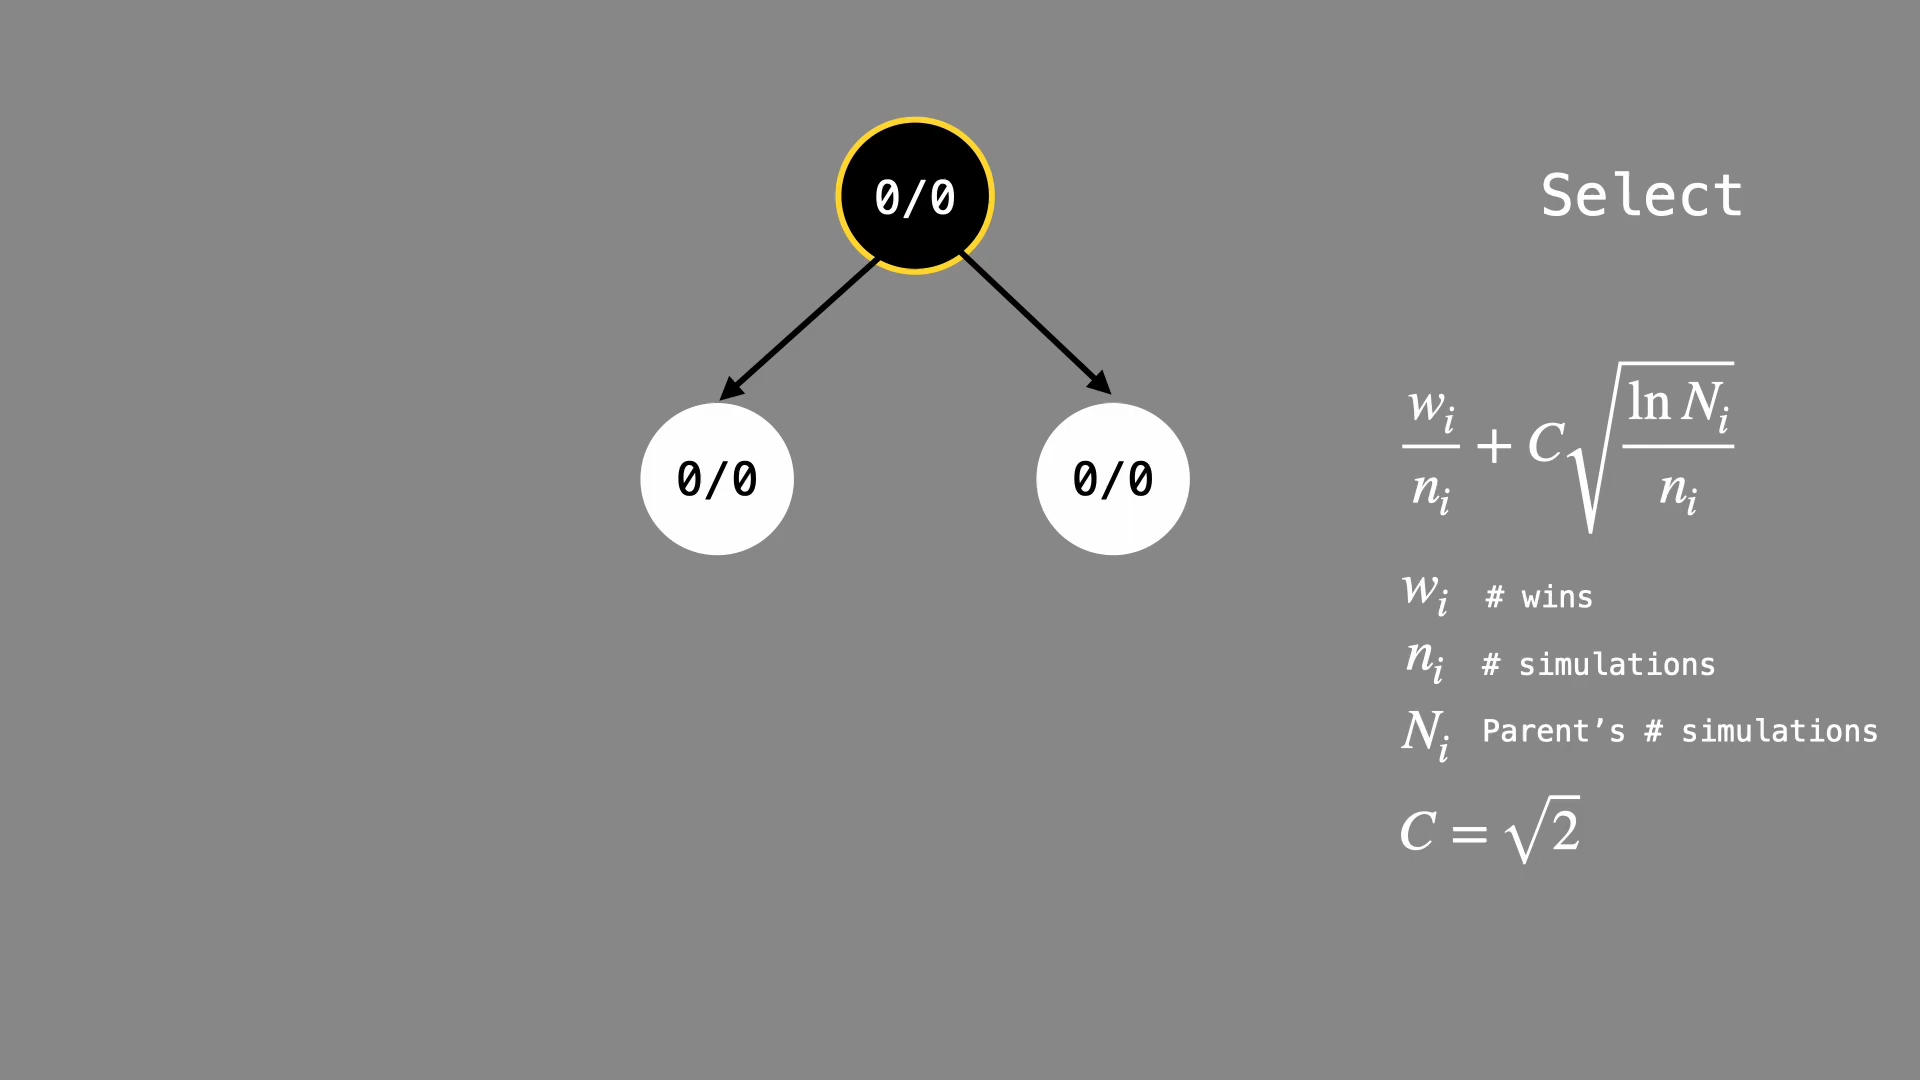 0/0
Select
0/0
0/0
w_i/n_i + C√(ln N_i/n_i)
w_i # wins
n_i # simulations
N_i Parent’s # simulations
C = √2